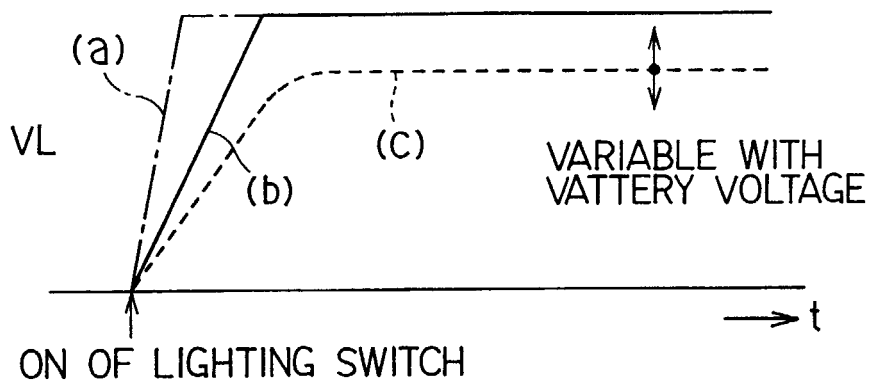 (a)
VL
(b)
(c)
VARIABLE WITH
VATTERY VOLTAGE
t
ON OF LIGHTING SWITCH